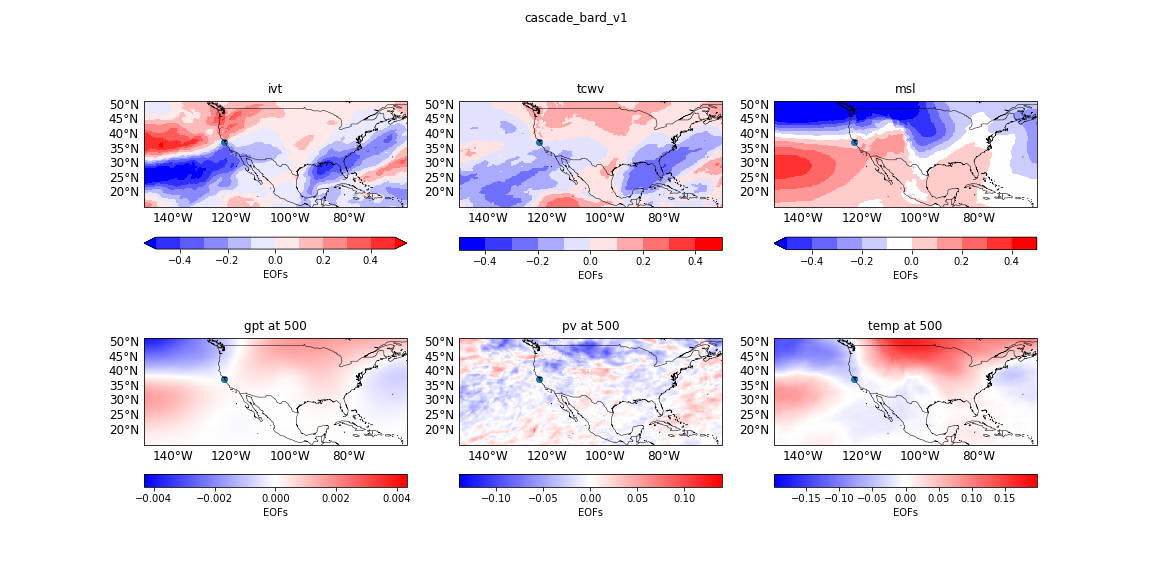 cascade_bard_v1
ivt
tcwv
msl
50°N
45°N
40°N
35°N
30°N
25°N
20°N
50°N
45°N
40°N
35°N
30°N
25°N
20°N
50°N
45°N
40°N
35°N
30°N
25°N
20°N
140°W 120°W 100°W 80°W
140°W 120°W 100°W 80°W
140°W 120°W 100°W 80°W
−0.4 −0.2 0.0 0.2 0.4
−0.4 −0.2 0.0 0.2 0.4
−0.4 −0.2 0.0 0.2 0.4
EOFs
EOFs
EOFs
gpt at 500
pv at 500
temp at 500
50°N
45°N
40°N
35°N
30°N
25°N
20°N
50°N
45°N
40°N
35°N
30°N
25°N
20°N
50°N
45°N
40°N
35°N
30°N
25°N
20°N
140°W 120°W 100°W 80°W
140°W 120°W 100°W 80°W
140°W 120°W 100°W 80°W
−0.004 −0.002 0.000 0.002 0.004
−0.10 −0.05 0.00 0.05 0.10
−0.15 −0.10 −0.05 0.00 0.05 0.10 0.15
EOFs
EOFs
EOFs